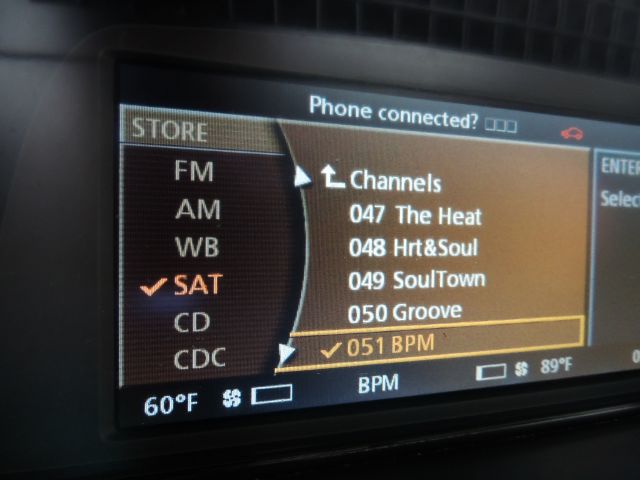 Phone connected?
STORE
FM
AM
WB
SAT
CD
CDC
Channels
047 The Heat
048 Hrt&Soul
049 SoulTown
050 Groove
051 BPM
ENTER
Select
60°F
BPM
89°F